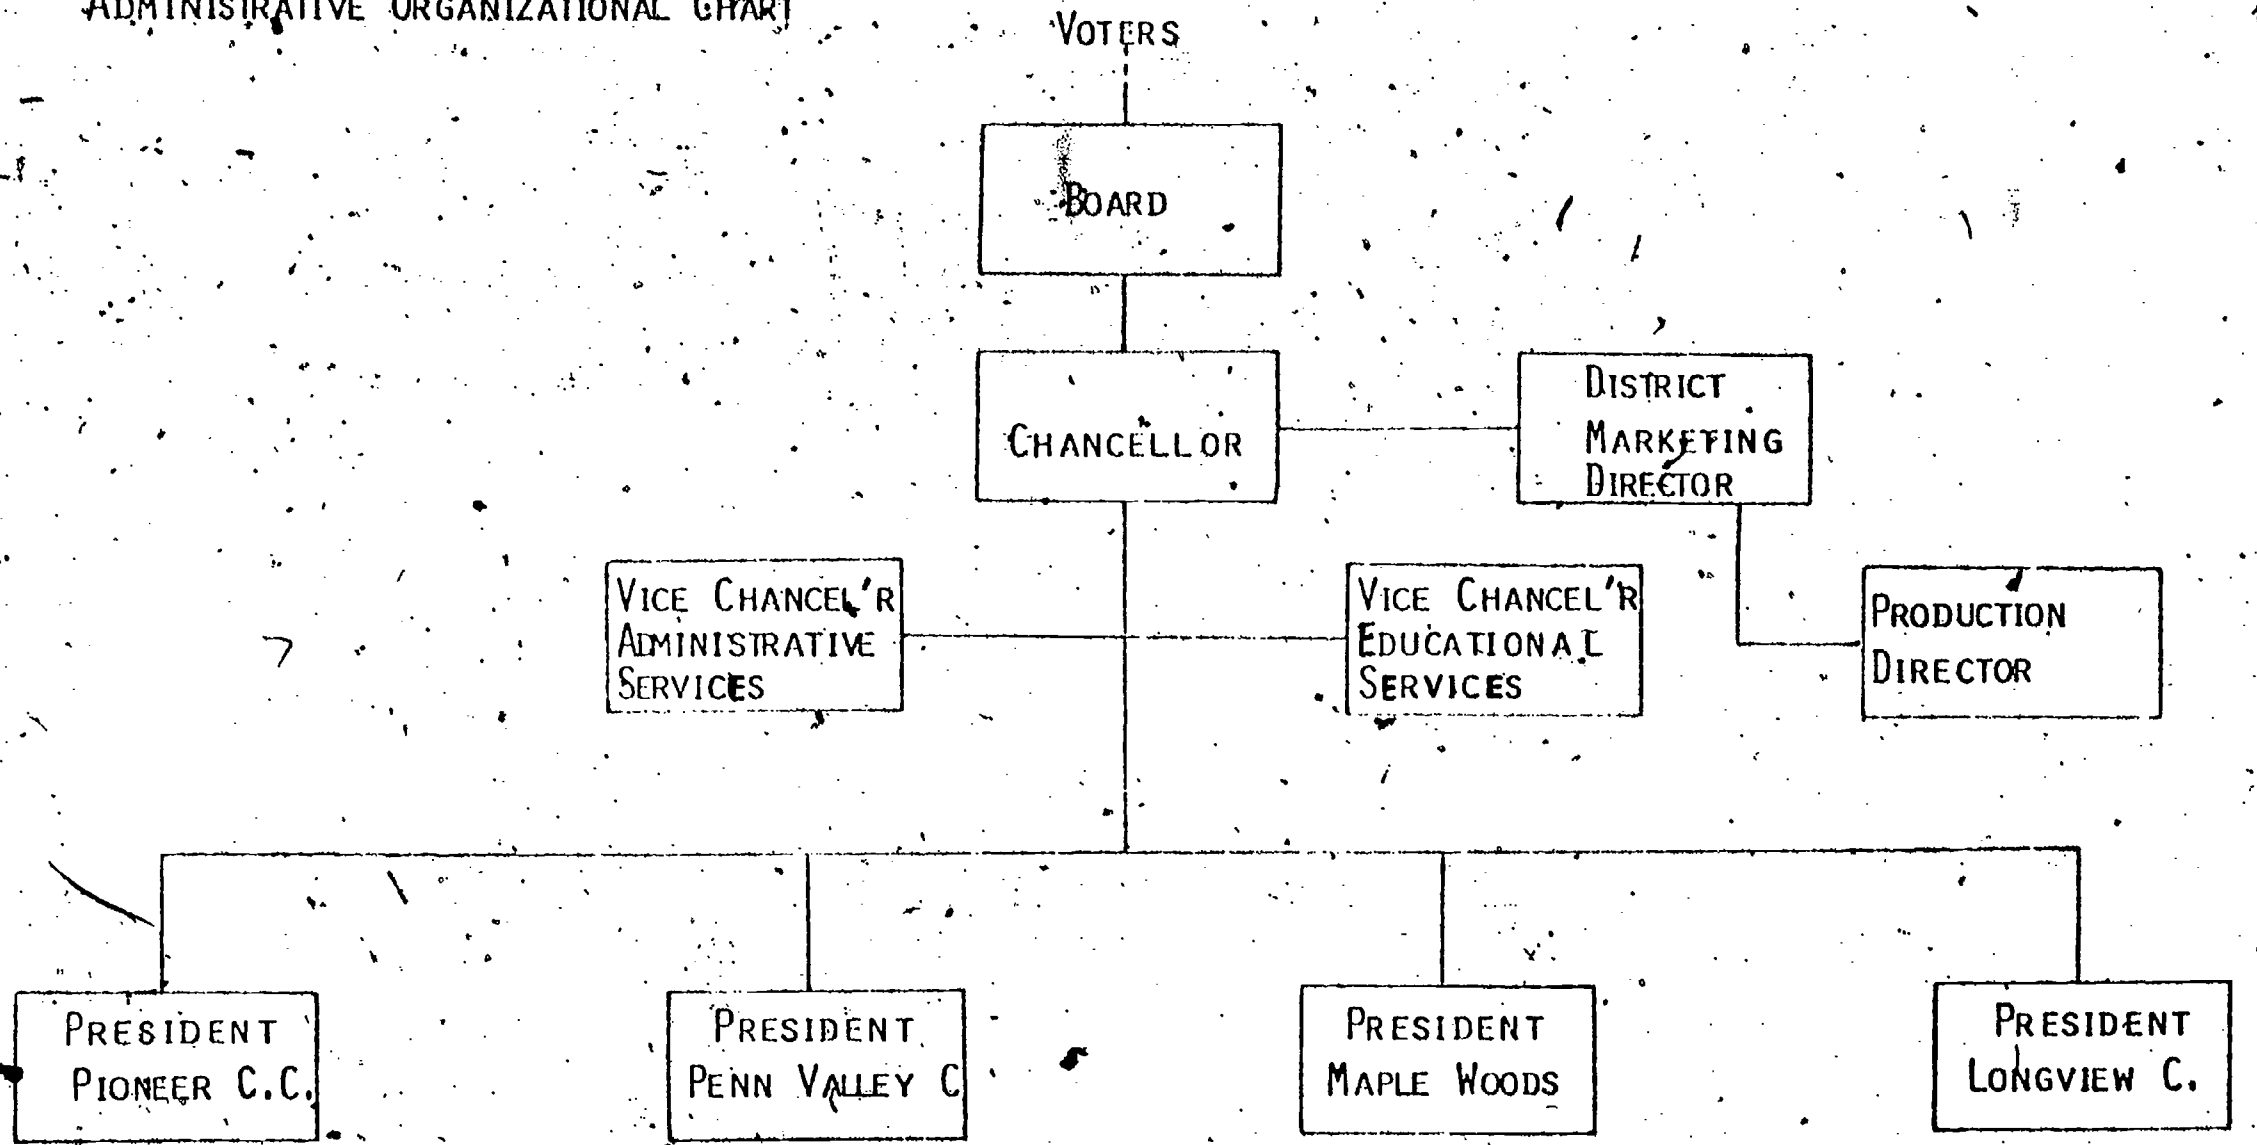 ADMINISTRATIVE ORGANIZATIONAL CHART
VOTERS
BOARD
CHANCELLOR
DISTRICT
MARKETING
DIRECTOR
VICE CHANCEL'R
ADMINISTRATIVE
SERVICES
VICE CHANCEL'R
EDUCATIONAL
SERVICES
PRODUCTION
DIRECTOR
PRESIDENT
PIONEER C.C.
PRESIDENT
PENN VALLEY C
PRESIDENT
MAPLE WOODS
PRESIDENT
LONGVIEW C.